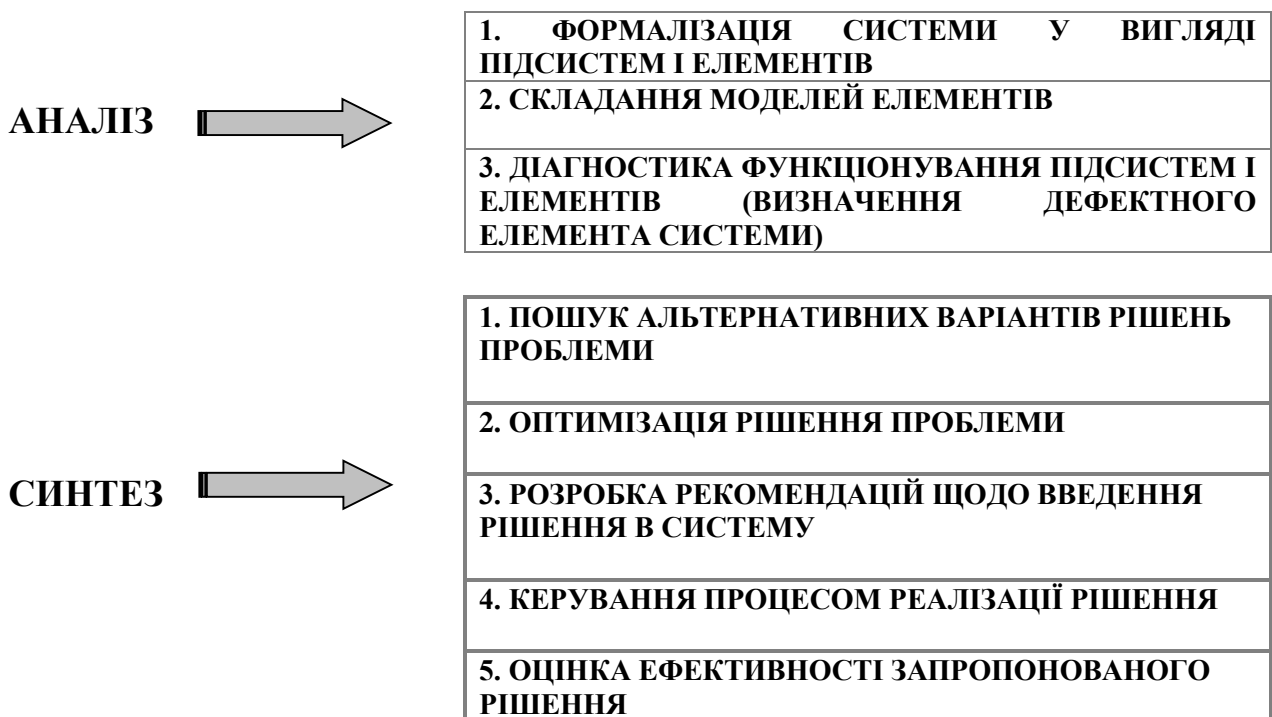 1. ФОРМАЛІЗАЦІЯ СИСТЕМИ У ВИГЛЯДІ
ПІДСИСТЕМ І ЕЛЕМЕНТІВ
АНАЛІЗ
2. СКЛАДАННЯ МОДЕЛЕЙ ЕЛЕМЕНТІВ
3. ДІАГНОСТИКА ФУНКЦІОНУВАННЯ ПІДСИСТЕМ І
ЕЛЕМЕНТІВ (ВИЗНАЧЕННЯ ДЕФЕКТНОГО
ЕЛЕМЕНТА СИСТЕМИ)
1. ПОШУК АЛЬТЕРНАТИВНИХ ВАРІАНТІВ РІШЕНЬ
ПРОБЛЕМИ
2. ОПТИМІЗАЦІЯ РІШЕННЯ ПРОБЛЕМИ
СИНТЕЗ
3. РОЗРОБКА РЕКОМЕНДАЦІЙ ЩОДО ВВЕДЕННЯ
РІШЕННЯ В СИСТЕМУ
4. КЕРУВАННЯ ПРОЦЕСОМ РЕАЛІЗАЦІЇ РІШЕННЯ
5. ОЦІНКА ЕФЕКТИВНОСТІ ЗАПРОПОНОВАНОГО
РІШЕННЯ